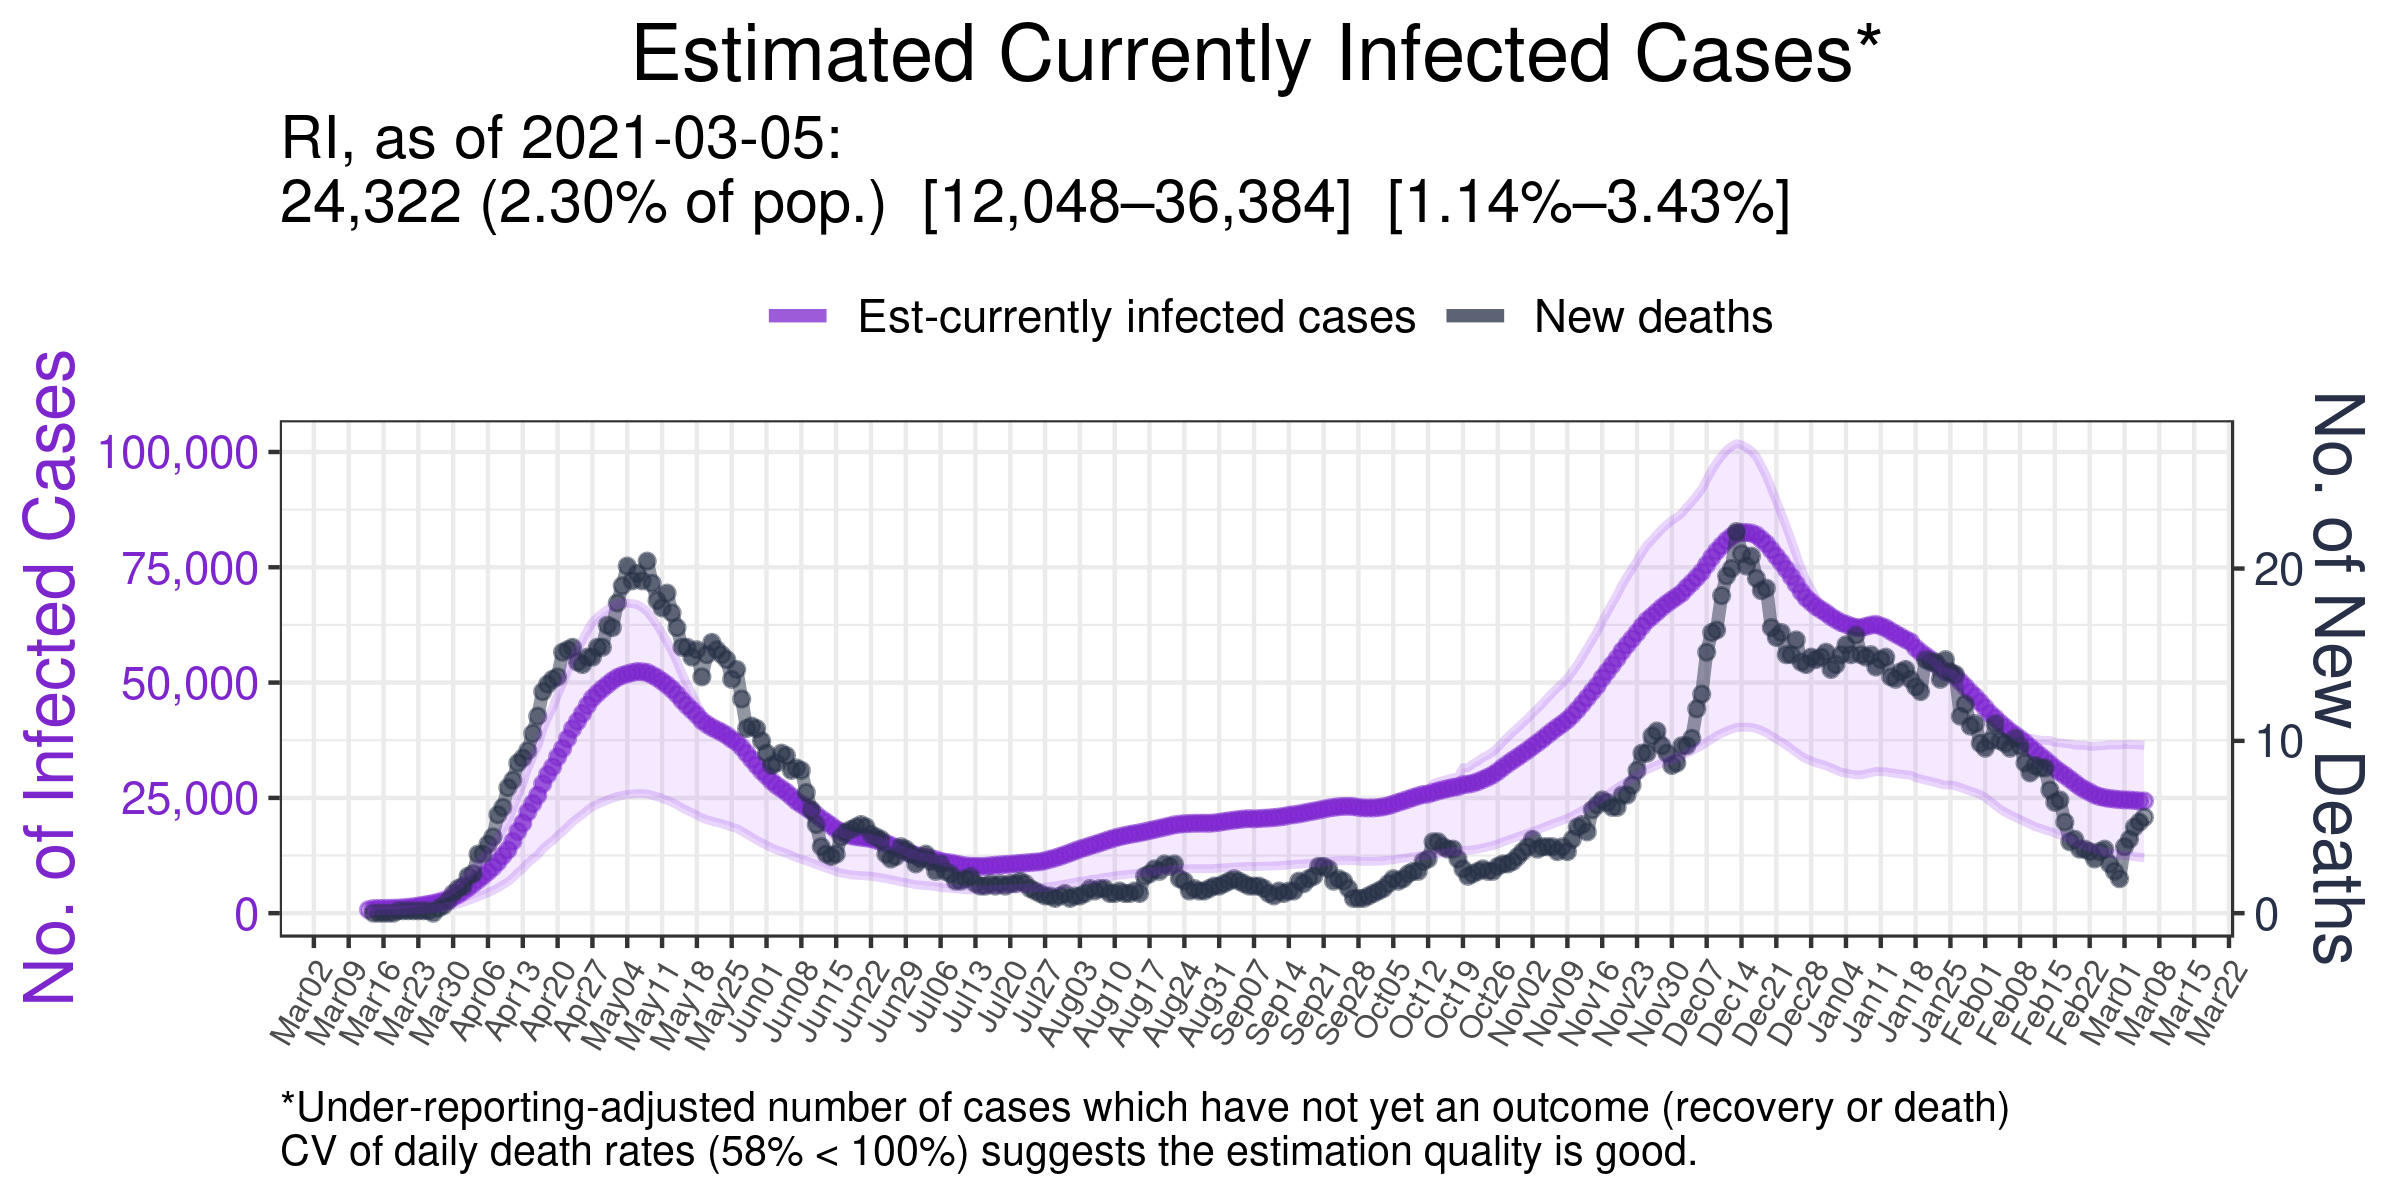 Estimated Currently Infected Cases*
RI, as of 2021-03-05:
24,322 (2.30% of pop.) [12,048–36,384] [1.14%–3.43%]
Est-currently infected cases New deaths
No. of Infected Cases
100,000
75,000
50,000
25,000
0
No. of New Deaths
20
10
0
Mar02 Mar09 Mar16 Mar23 Mar30 Apr06 Apr13 Apr20 Apr27 May04 May11 May18 May25 Jun01 Jun08 Jun15 Jun22 Jun29 Jul06 Jul13 Jul20 Jul27 Aug03 Aug10 Aug17 Aug24 Aug31 Sep07 Sep14 Sep21 Sep28 Oct05 Oct12 Oct19 Oct26 Nov02 Nov09 Nov16 Nov23 Nov30 Dec07 Dec14 Dec21 Dec28 Jan04 Jan11 Jan18 Jan25 Feb01 Feb08 Feb15 Feb22 Mar01 Mar08 Mar15 Mar22
*Under-reporting-adjusted number of cases which have not yet an outcome (recovery or death)
CV of daily death rates (58% < 100%) suggests the estimation quality is good.